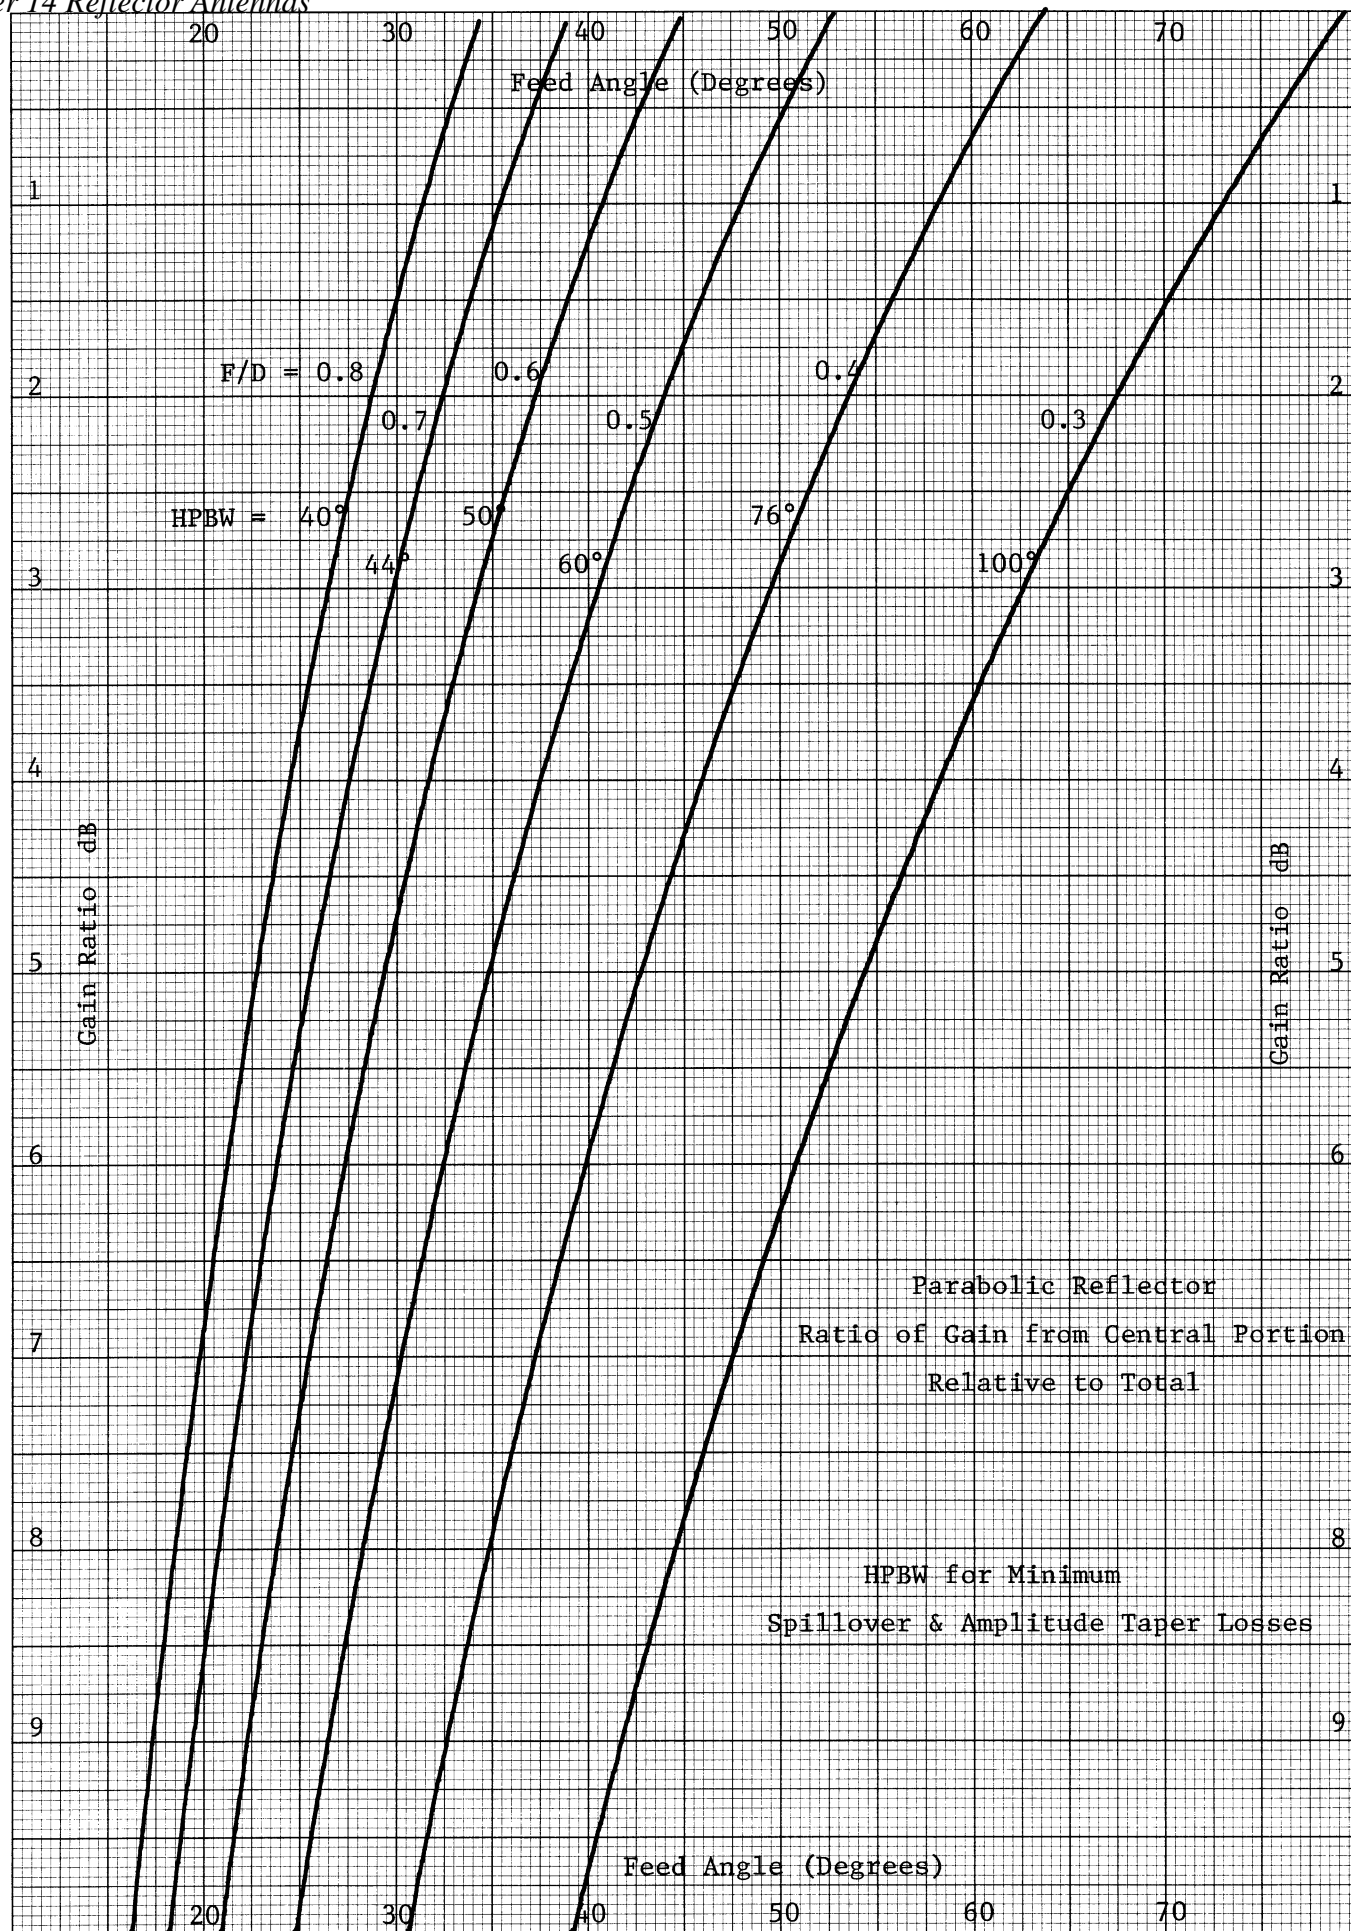 er 14 Reflector Antennas
20 30 40 50 60 70
Feed Angle (Degrees)
1 1
F/D = 0.8 0.6 0.4
2 2
0.7 0.5 0.3
HPBW = 40° 50° 76°
44° 60° 100°
3 3
4 4
Gain Ratio dB
Gain Ratio dB
5 5
6 6
Parabolic Reflector
7 Ratio of Gain from Central Portion
Relative to Total
8 8
HPBW for Minimum
Spillover & Amplitude Taper Losses
9 9
Feed Angle (Degrees)
20 30 40 50 60 70